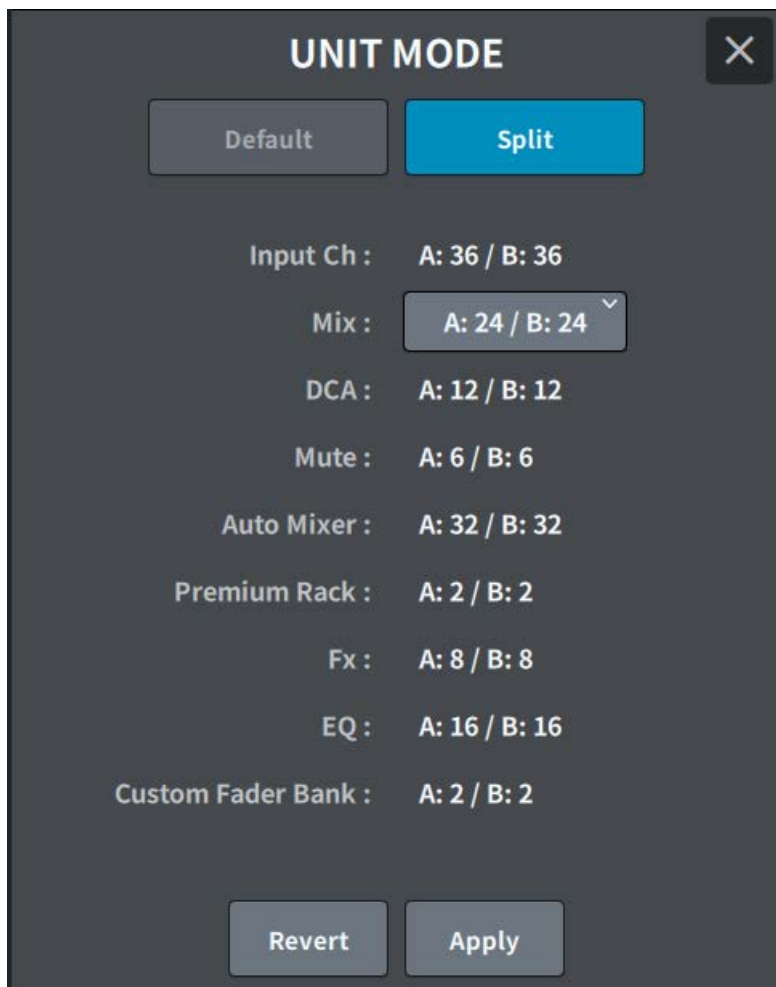 UNIT MODE
Default Split
Input Ch : A: 36 / B: 36
Mix : A: 24 / B: 24
DCA : A: 12 / B: 12
Mute : A: 6 / B: 6
Auto Mixer : A: 32 / B: 32
Premium Rack : A: 2 / B: 2
Fx : A: 8 / B: 8
EQ : A: 16 / B: 16
Custom Fader Bank : A: 2 / B: 2
Revert Apply